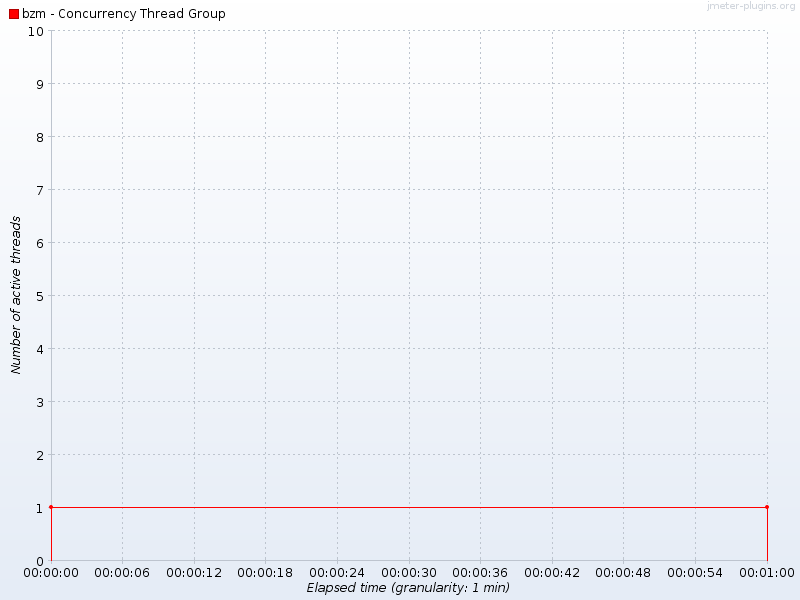 jmeter-plugins.org
bzm - Concurrency Thread Group
10
9
8
7
6
5
4
3
2
1
0
Number of active threads
00:00:00 00:00:06 00:00:12 00:00:18 00:00:24 00:00:30 00:00:36 00:00:42 00:00:48 00:00:54 00:01:00
Elapsed time (granularity: 1 min)